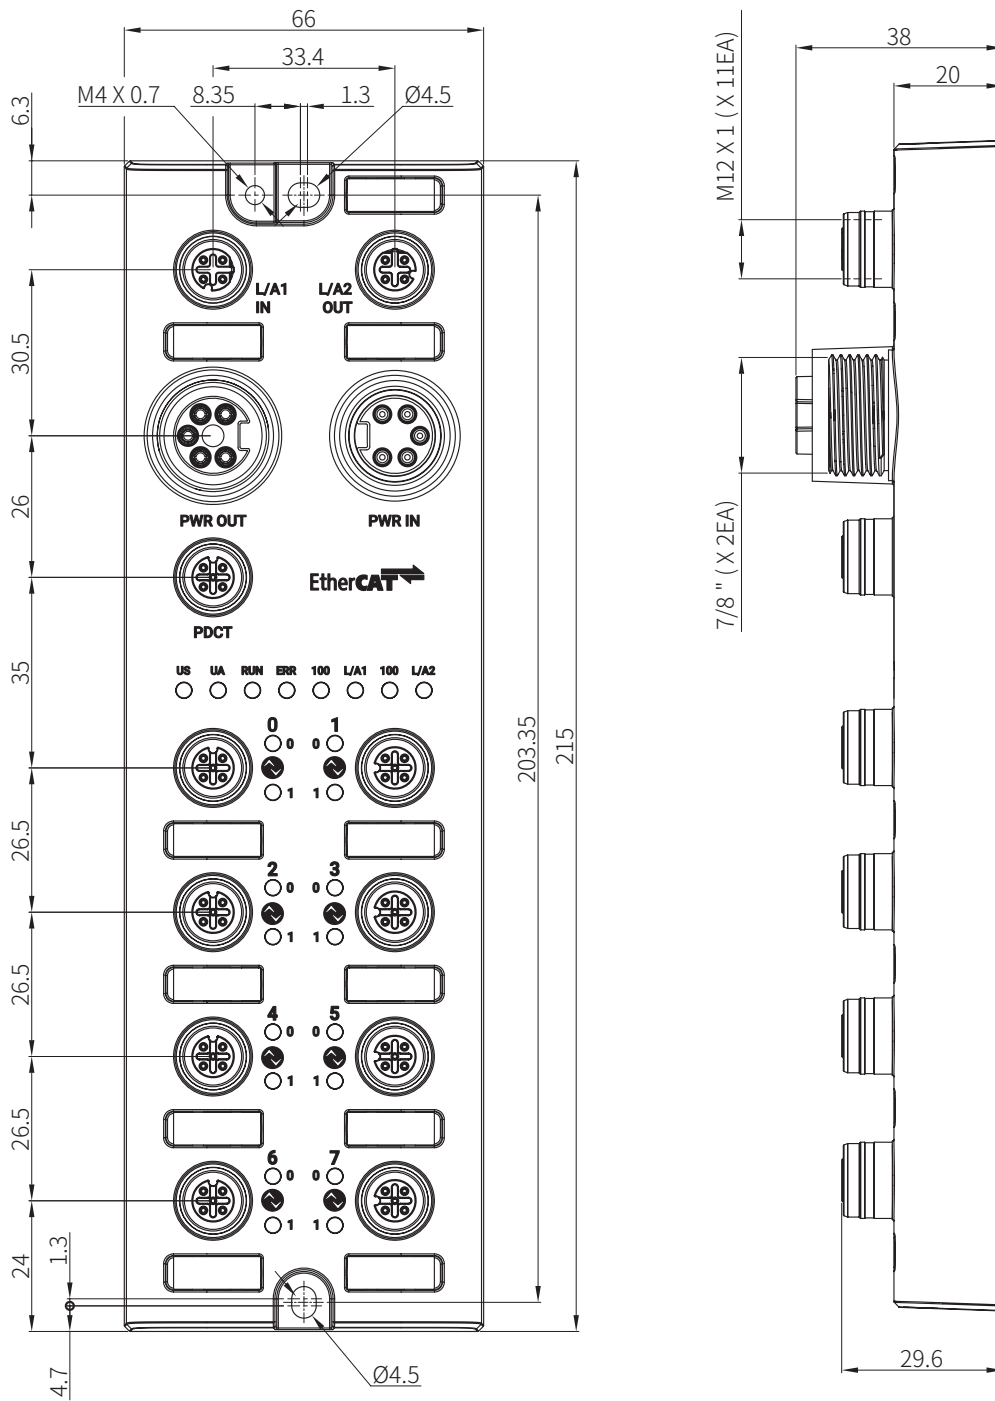 66
38
33.4
20
M4 X 0.7
8.35
1.3
Ø4.5
6.3
M12 X 1 ( X 11EA)
L/A1
IN
L/A2
OUT
30.5
PWR OUT
PWR IN
26
7/8 " ( X 2EA)
EtherCAT
PDCT
35
US UA RUN ERR 100 L/A1 100 L/A2
203.35
215
0 1
0 0
1 1
26.5
2 3
0 0
1 1
26.5
4 5
0 0
1 1
26.5
6 7
0 0
1 1
24
1.3
4.7
Ø4.5
29.6